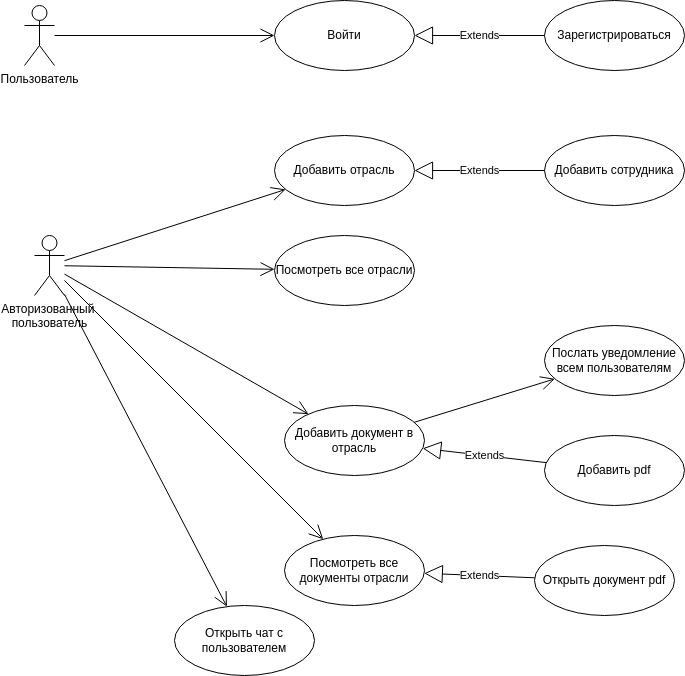 Войти
Extends
Зарегистрироваться
Пользователь
Добавить отрасль
Extends
Добавить сотрудника
Посмотреть все отрасли
Авторизованный
пользователь
Послать уведомление
всем пользователям
Добавить документ в
отрасль
Extends
Добавить pdf
Посмотреть все
документы отрасли
Extends
Открыть документ pdf
Открыть чат с
пользователем